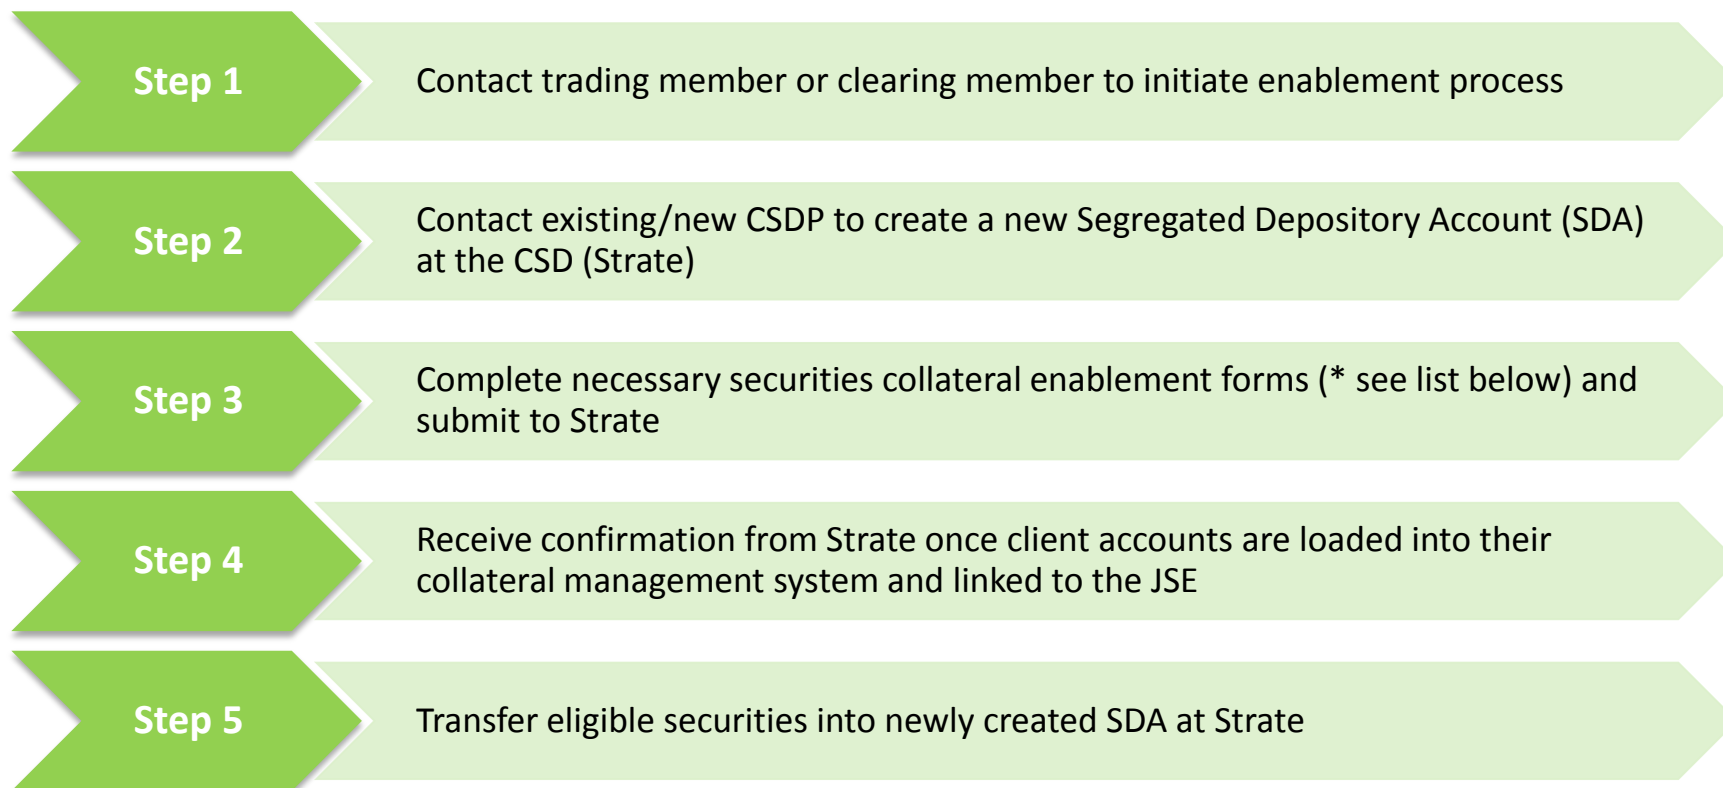 Step 1
Contact trading member or clearing member to initiate enablement process
Step 2
Contact existing/new CSDP to create a new Segregated Depository Account (SDA)
at the CSD (Strate)
Step 3
Complete necessary securities collateral enablement forms (* see list below) and
submit to Strate
Step 4
Receive confirmation from Strate once client accounts are loaded into their
collateral management system and linked to the JSE
Step 5
Transfer eligible securities into newly created SDA at Strate